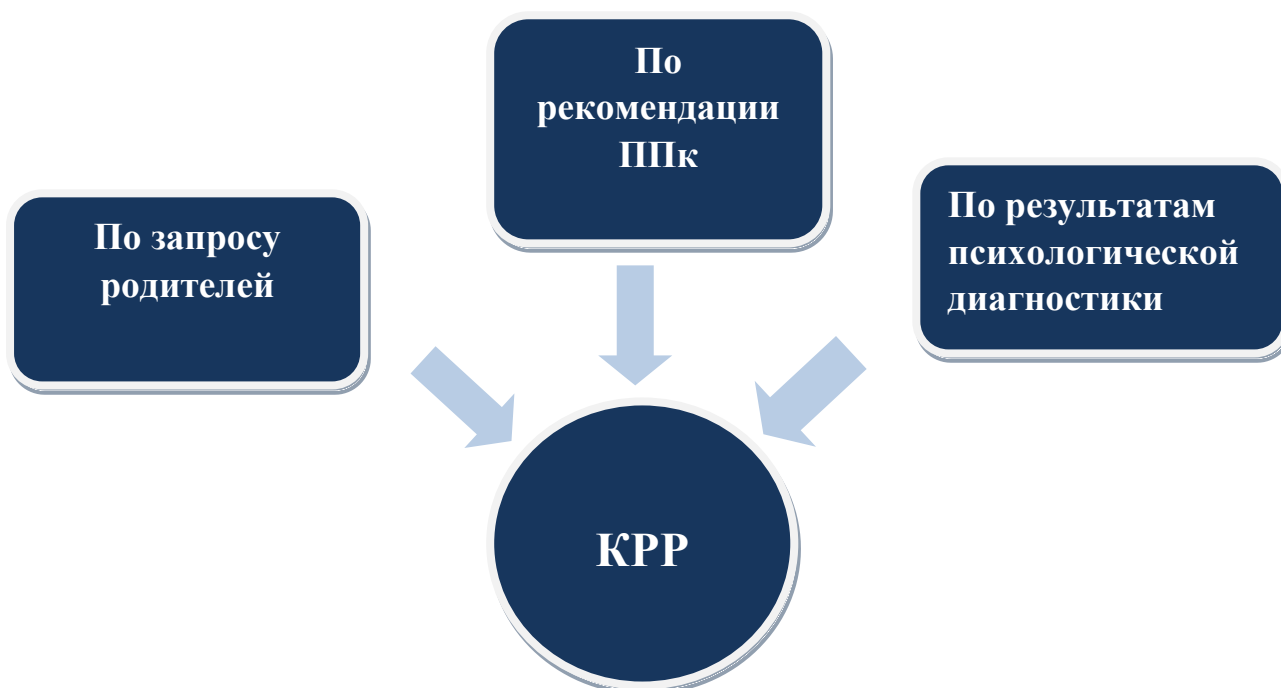 По запросу
родителей
По
рекомендации
ППк
По результатам
психологической
диагностики
КРР